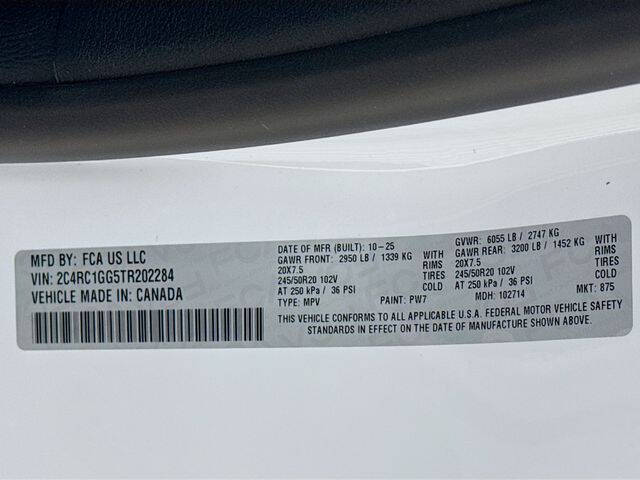 MFD BY: FCA US LLC
VIN: 2C4RC1GG5TR202284
VEHICLE MADE IN: CANADA
DATE OF MFR (BUILT): 10-25
GAWR FRONT: 2950 LB / 1339 KG WITH
20X7.5 RIMS
245/50R20 102V TIRES
AT 250 kPa / 36 PSI COLD
TYPE: MPV PAINT: PW7
GVWR: 6055 LB / 2747 KG
GAWR REAR: 3200 LB / 1452 KG WITH
20X7.5 RIMS
245/50R20 102V TIRES
AT 250 kPa / 36 PSI COLD
MDH: 102714 MKT: 875
THIS VEHICLE CONFORMS TO ALL APPLICABLE U.S.A. FEDERAL MOTOR VEHICLE SAFETY
STANDARDS IN EFFECT ON THE DATE OF MANUFACTURE SHOWN ABOVE.